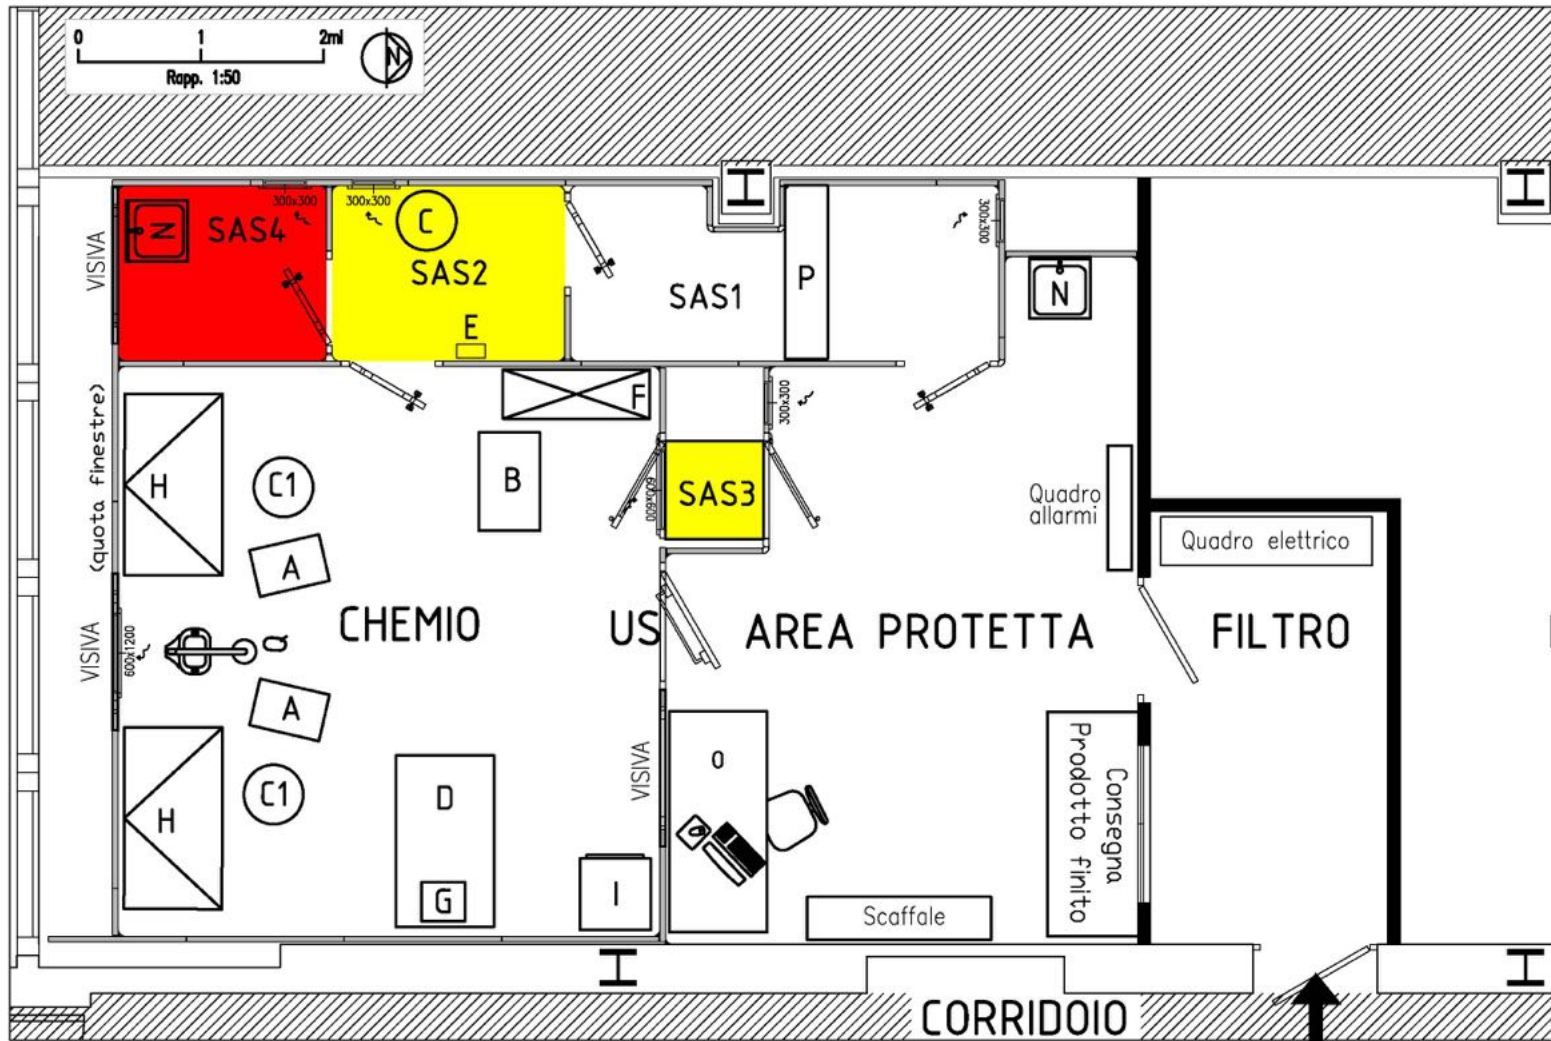 0 1 2ml
Rapp. 1:50
N
300x300
300x300
C
N
SAS4
SAS2
E
SAS1
P
300x300
N
VISIVA
(quota finestre)
VISIVA
H
C1
A
F
B
300x300
600x600
SAS3
Quadro
allarmi
Quadro elettrico
CHEMIO
US
AREA PROTETTA
FILTRO
600x1200
Q
A
H
C1
D
G
I
VISIVA
O
Scaffale
Consegna
Prodotto finito
CORRIDOIO